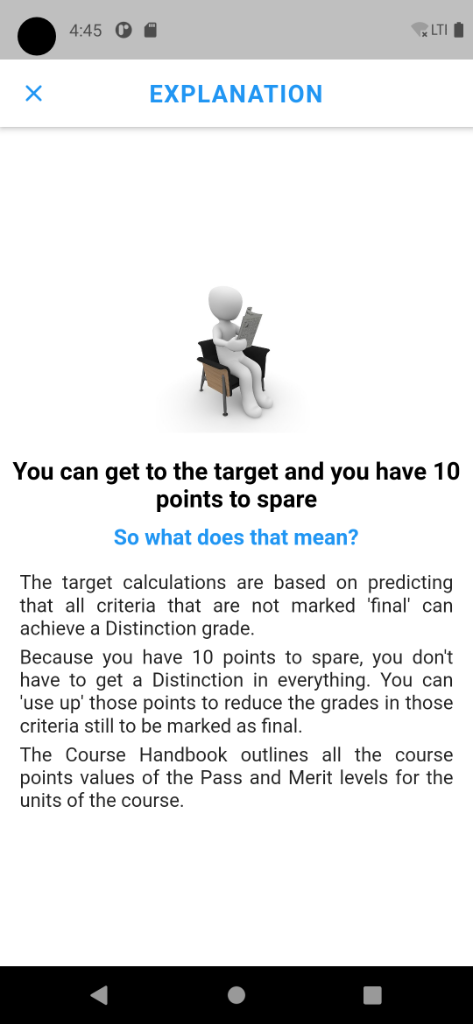 4:45
LTI
EXPLANATION
You can get to the target and you have 10
points to spare
So what does that mean?
The target calculations are based on predicting
that all criteria that are not marked 'final' can
achieve a Distinction grade.
Because you have 10 points to spare, you don't
have to get a Distinction in everything. You can
'use up' those points to reduce the grades in those
criteria still to be marked as final.
The Course Handbook outlines all the course
points values of the Pass and Merit levels for the
units of the course.